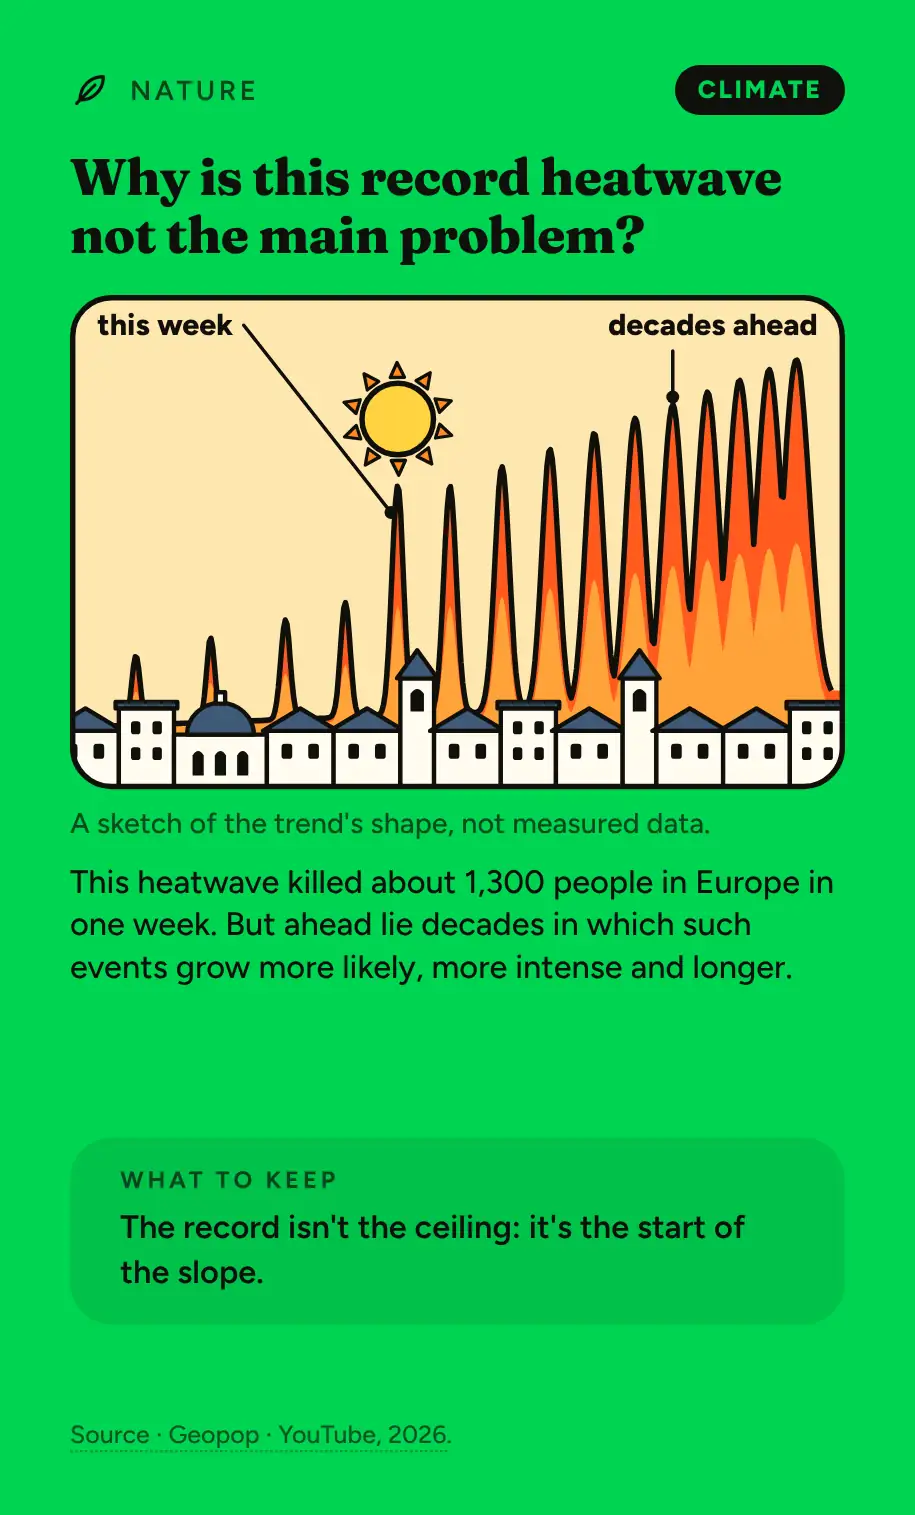 NATURE
CLIMATE
Why is this record heatwave
not the main problem?
this week
decades ahead
A sketch of the trend's shape, not measured data.
This heatwave killed about 1,300 people in Europe in
one week. But ahead lie decades in which such
events grow more likely, more intense and longer.
WHAT TO KEEP
The record isn't the ceiling: it's the start of
the slope.
Source · Geopop · YouTube, 2026.